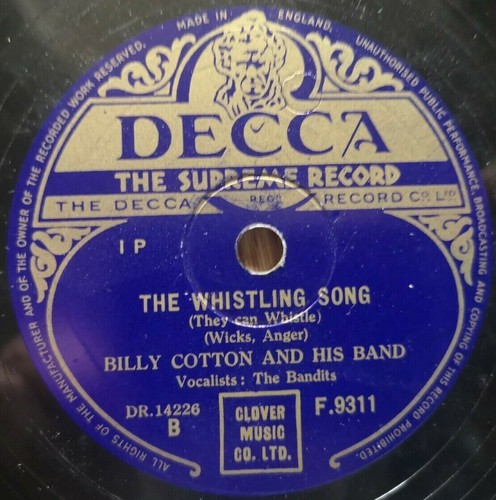 MADE IN ENGLAND.
ALL RIGHTS OF THE MANUFACTURER AND OF THE OWNER OF THE RECORDED WORK RESERVED.
UNAUTHORISED PUBLIC PERFORMANCE, BROADCASTING AND COPYING OF THIS RECORD PROHIBITED.
DECCA
THE SUPREME RECORD
THE DECCA REGD RECORD CO. LTD
IP
THE WHISTLING SONG
(They can Whistle)
(Wicks, Anger)
BILLY COTTON AND HIS BAND
Vocalists: The Bandits
DR.14226
B
CLOVER
MUSIC
CO. LTD.
F.9311